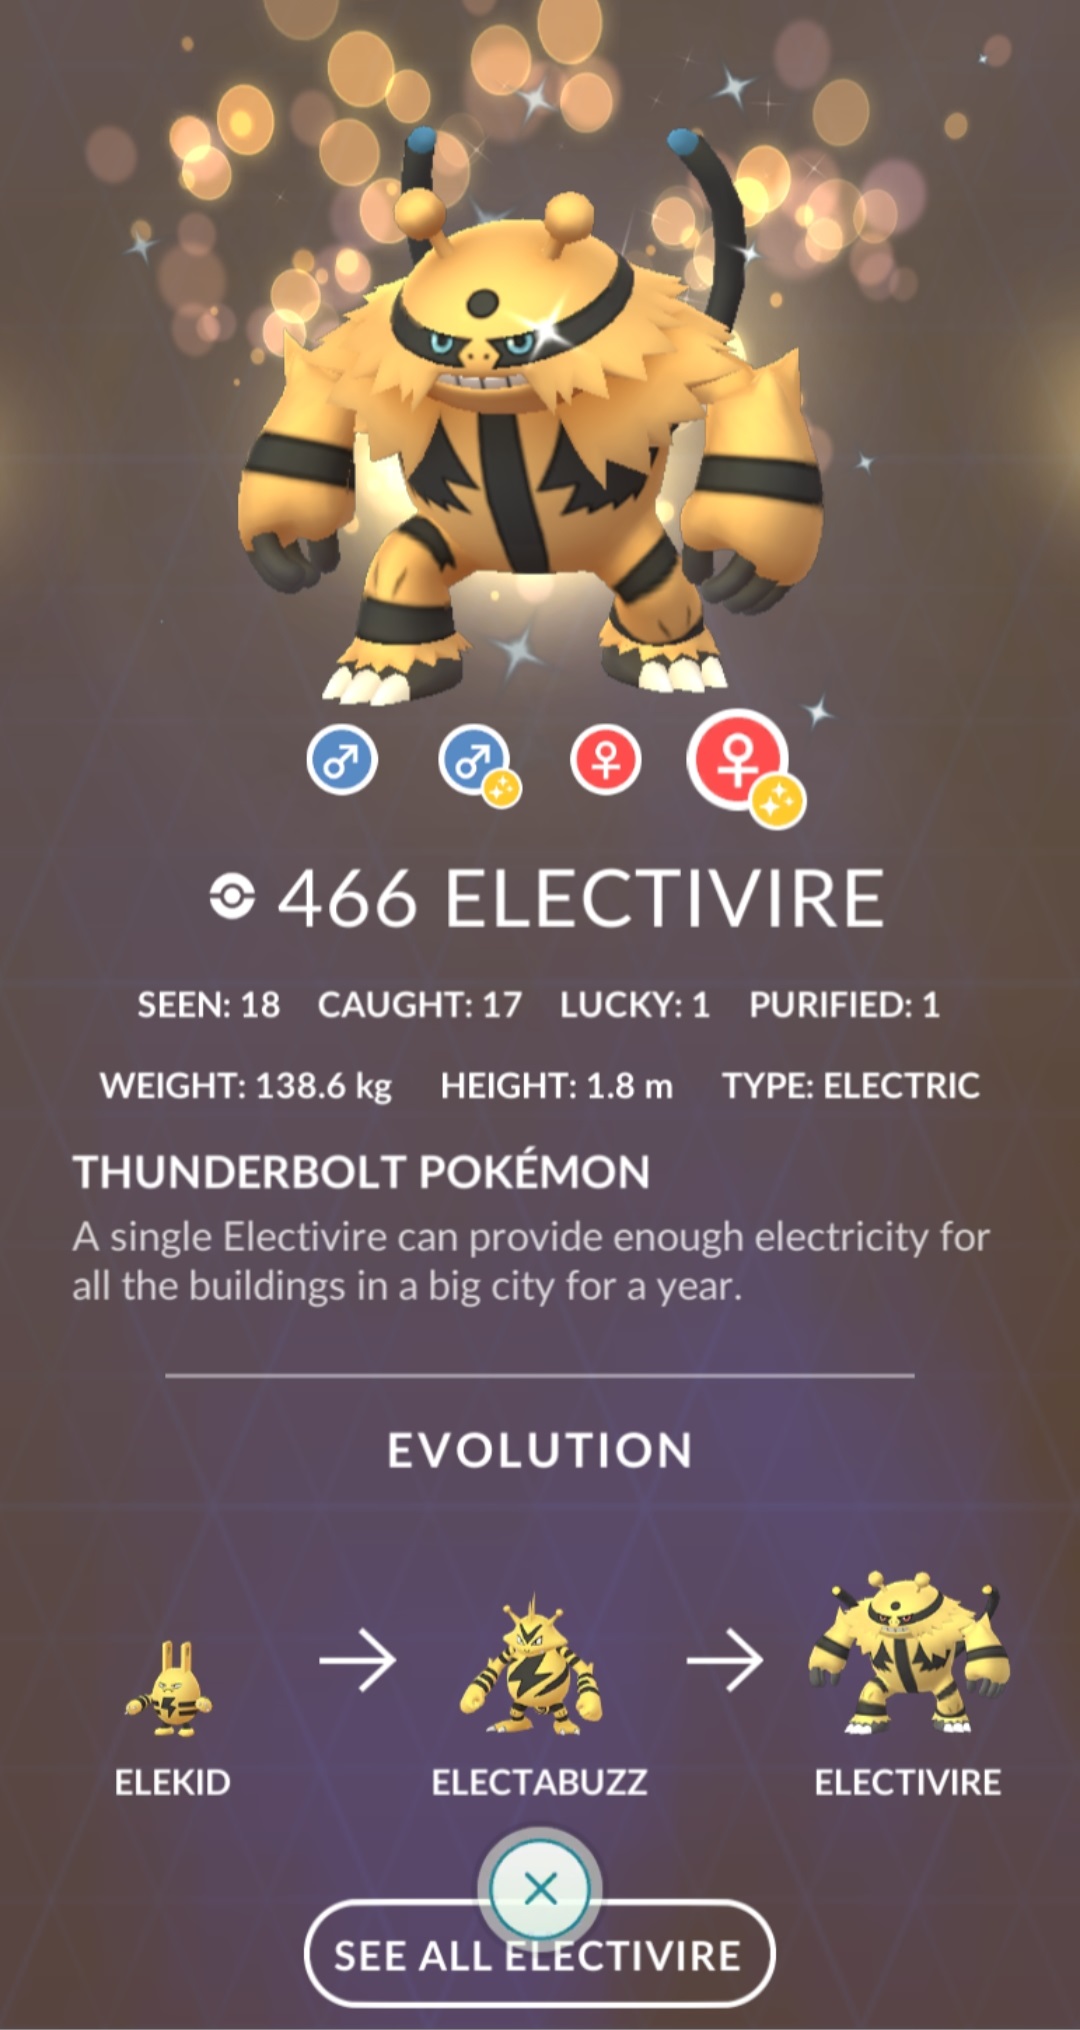 466 ELECTIVIRE
SEEN: 18 CAUGHT: 17 LUCKY: 1 PURIFIED: 1
WEIGHT: 138.6 kg HEIGHT: 1.8 m TYPE: ELECTRIC
THUNDERBOLT POKÉMON
A single Electivire can provide enough electricity for
all the buildings in a big city for a year.
EVOLUTION
ELEKID ELECTABUZZ ELECTIVIRE
SEE ALL ELECTIVIRE